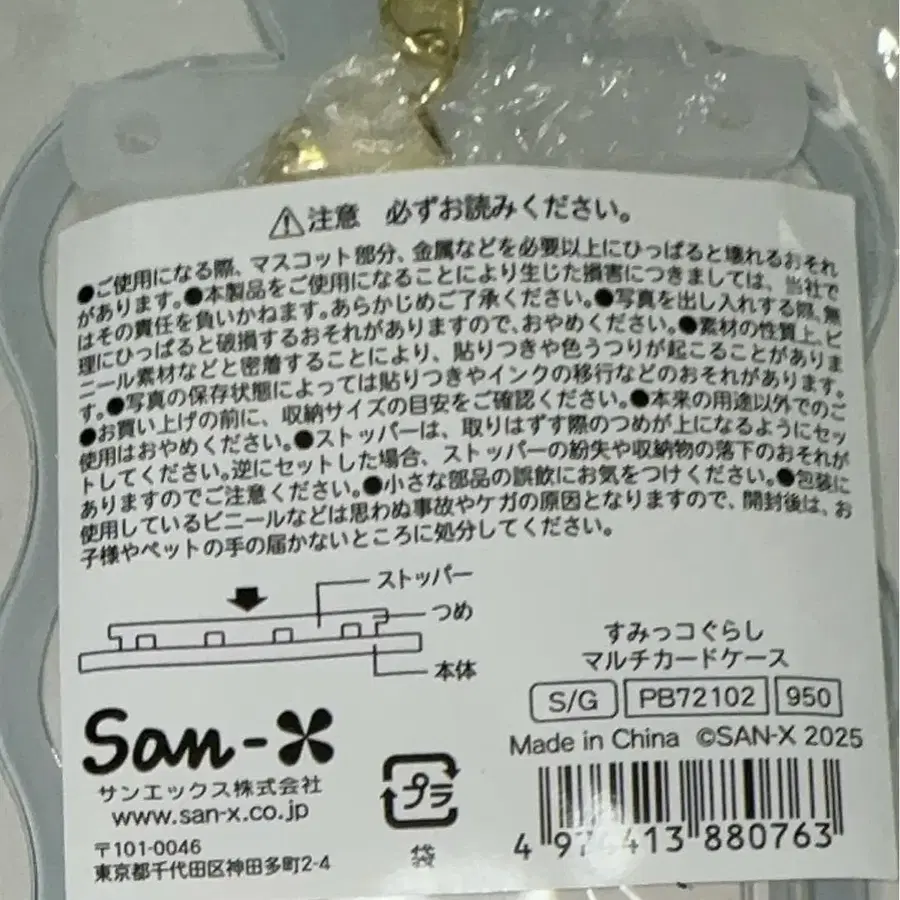 注意 必ずお読みください。
●ご使用になる際、マスコット部分、金属などを必要以上にひっぱると壊れるおそれ
があります。●本製品をご使用になることにより生じた損害につきましては、当社で
はその責任を負いかねます。あらかじめご了承ください。●写真を出し入れする際、無
理にひっぱると破損するおそれがありますので、おやめください。●素材の性質上、ビ
ニール素材などと密着することにより、貼りつきや色うつりが起こることがありま
す。●写真の保存状態によっては貼りつきやインクの移行などのおそれがあります。
●お買い上げの前に、収納サイズの目安をご確認ください。●本来の用途以外でのご
使用はおやめください。●ストッパーは、取りはずす際のつめが上になるようにセッ
トしてください。逆にセットした場合、ストッパーの紛失や収納物の落下のおそれが
ありますのでご注意ください。●小さな部品の誤飲にお気をつけください。●包装に
使用しているビニールなどは思わぬ事故やケガの原因となりますので、開封後は、お
子様やペットの手の届かないところに処分してください。
ストッパー
つめ
本体
すみっコぐらし
マルチカードケース
S/G PB72102 950
Made in China ©SAN-X 2025
San-X
サンエックス株式会社
www.san-x.co.jp
〒101-0046
東京都千代田区神田多町2-4
プラ
袋
4 974413 880763